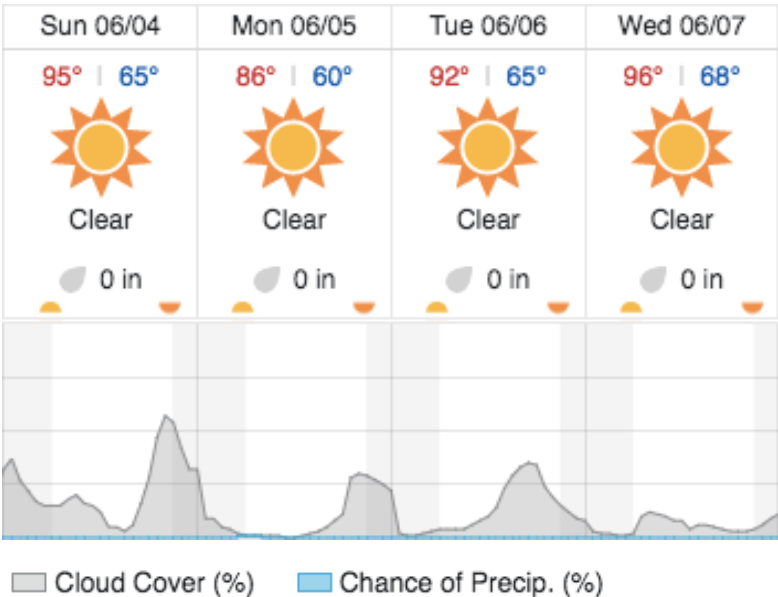 Sun 06/04 Mon 06/05 Tue 06/06 Wed 06/07
95° | 65° 86° | 60° 92° | 65° 96° | 68°
Clear Clear Clear Clear
0 in 0 in 0 in 0 in
Cloud Cover (%) Chance of Precip. (%)